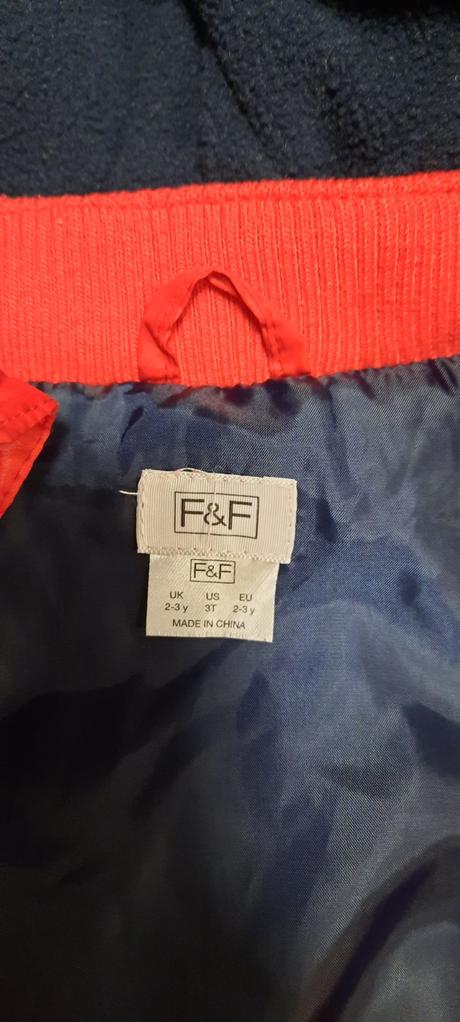 F&F
F&F
UK US EU
2-3 y 3T 2-3 y
MADE IN CHINA